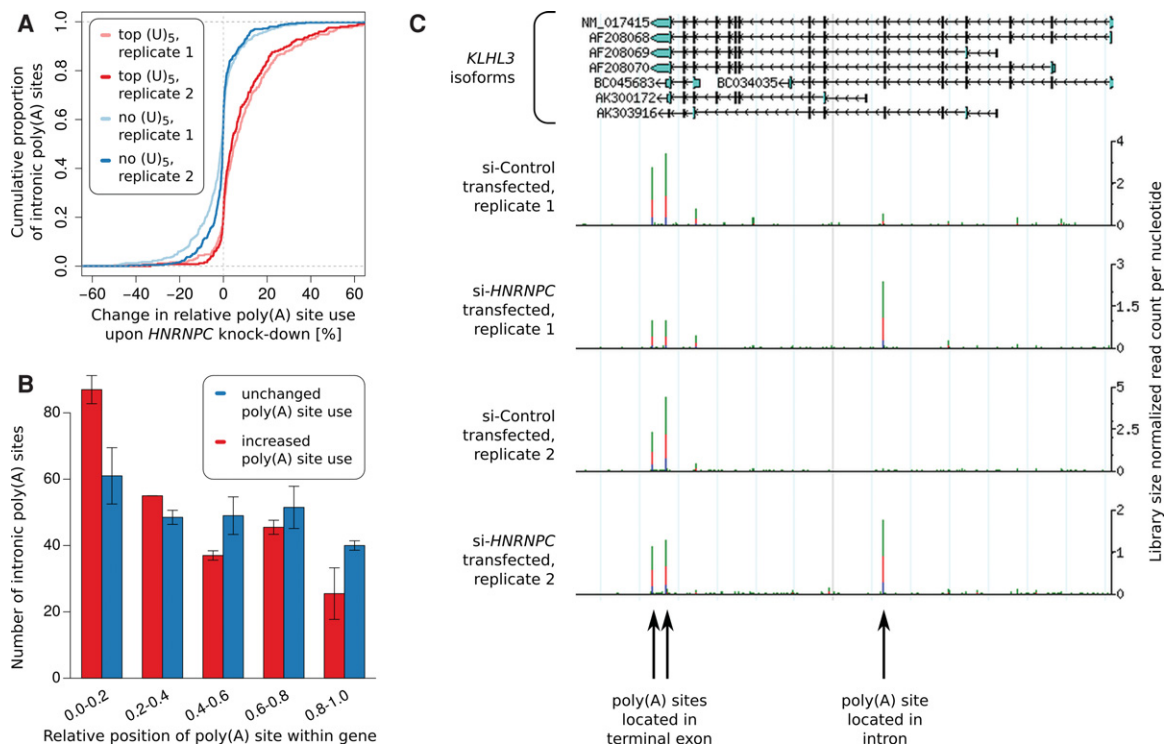 A
Cumulative proportion
of intronic poly(A) sites
1.0
0.8
0.6
0.4
0.2
0.0
top (U)5,
replicate 1
top (U)5,
replicate 2
no (U)5,
replicate 1
no (U)5,
replicate 2
−60 −40 −20 0 20 40 60
Change in relative poly(A) site use
upon HNRNPC knock-down [%]
B
Number of intronic poly(A) sites
80
60
40
20
0
unchanged
poly(A) site use
increased
poly(A) site use
0.0-0.2 0.2-0.4 0.4-0.6 0.6-0.8 0.8-1.0
Relative position of poly(A) site within gene
C
KLHL3
isoforms
NM_017415
AF208068
AF208069
AF208070
BC045683 BC034035
AK300172
AK303916
si-Control
transfected,
replicate 1
4
2
0
si-HNRNPC
transfected,
replicate 1
3
1.5
0
si-Control
transfected,
replicate 2
5
2.5
0
si-HNRNPC
transfected,
replicate 2
2
1
0
Library size normalized read count per nucleotide
poly(A) sites
located in
terminal exon
poly(A) site
located in
intron